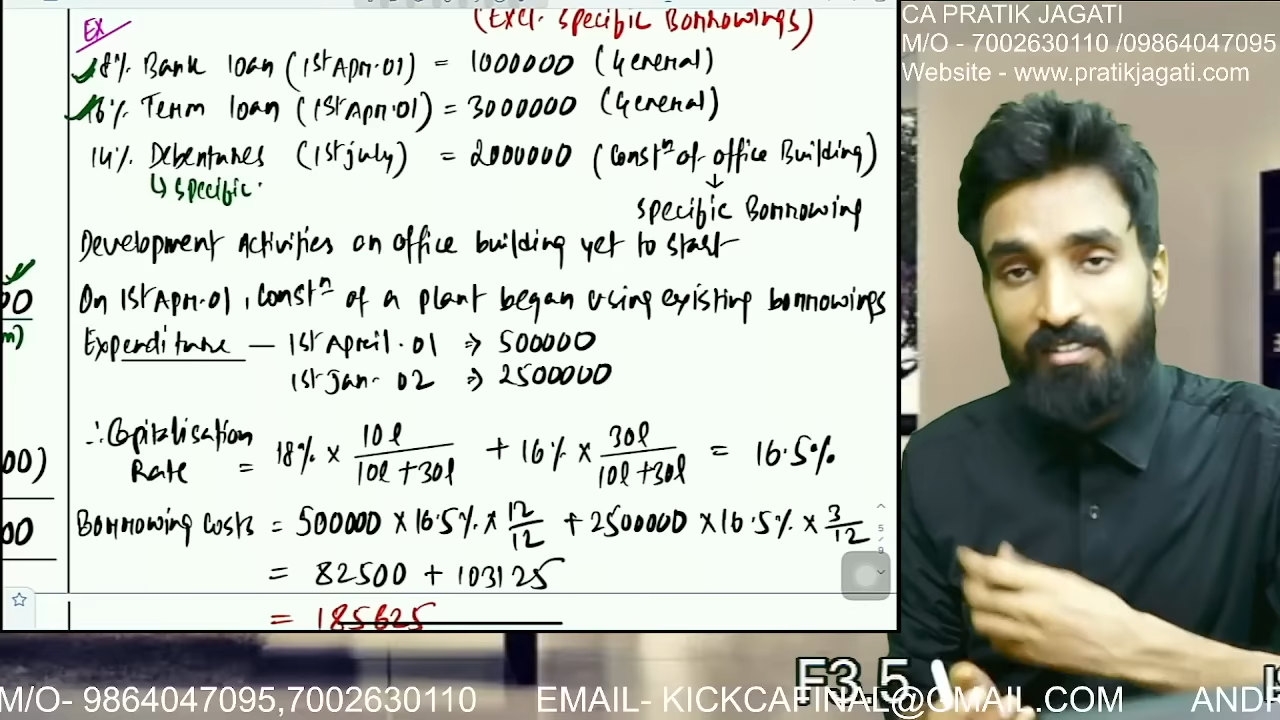 Ex
(Excl. Specific Borrowings)
18% Bank loan (1st Apr.01) = 1000000 (General)
16% Term loan (1st Apr.01) = 3000000 (General)
14% Debentures (1st July) = 2000000 (Constⁿ of office Building)
↳ Specific.
↓
Specific Borrowing
Development Activities on office building yet to start
On 1st Apr.01, Constⁿ of a plant began using existing borrowings
Expenditure — 1st April.01 ⇒ 500000
1st Jan. 02 ⇒ 2500000
∴ Capitalisation Rate = 18% × 10l/(10l+30l) + 16% × 30l/(10l+30l) = 16.5%
Borrowing Costs = 500000 × 16.5% × 12/12 + 2500000 × 16.5% × 3/12
= 82500 + 103125
= 185625
00
00)
00
5
/
9
CA PRATIK JAGATI
M/O - 7002630110 /09864047095
Website - www.pratikjagati.com
F3.5
M/O- 9864047095,7002630110 EMAIL- KICKCAFINAL@GMAIL.COM